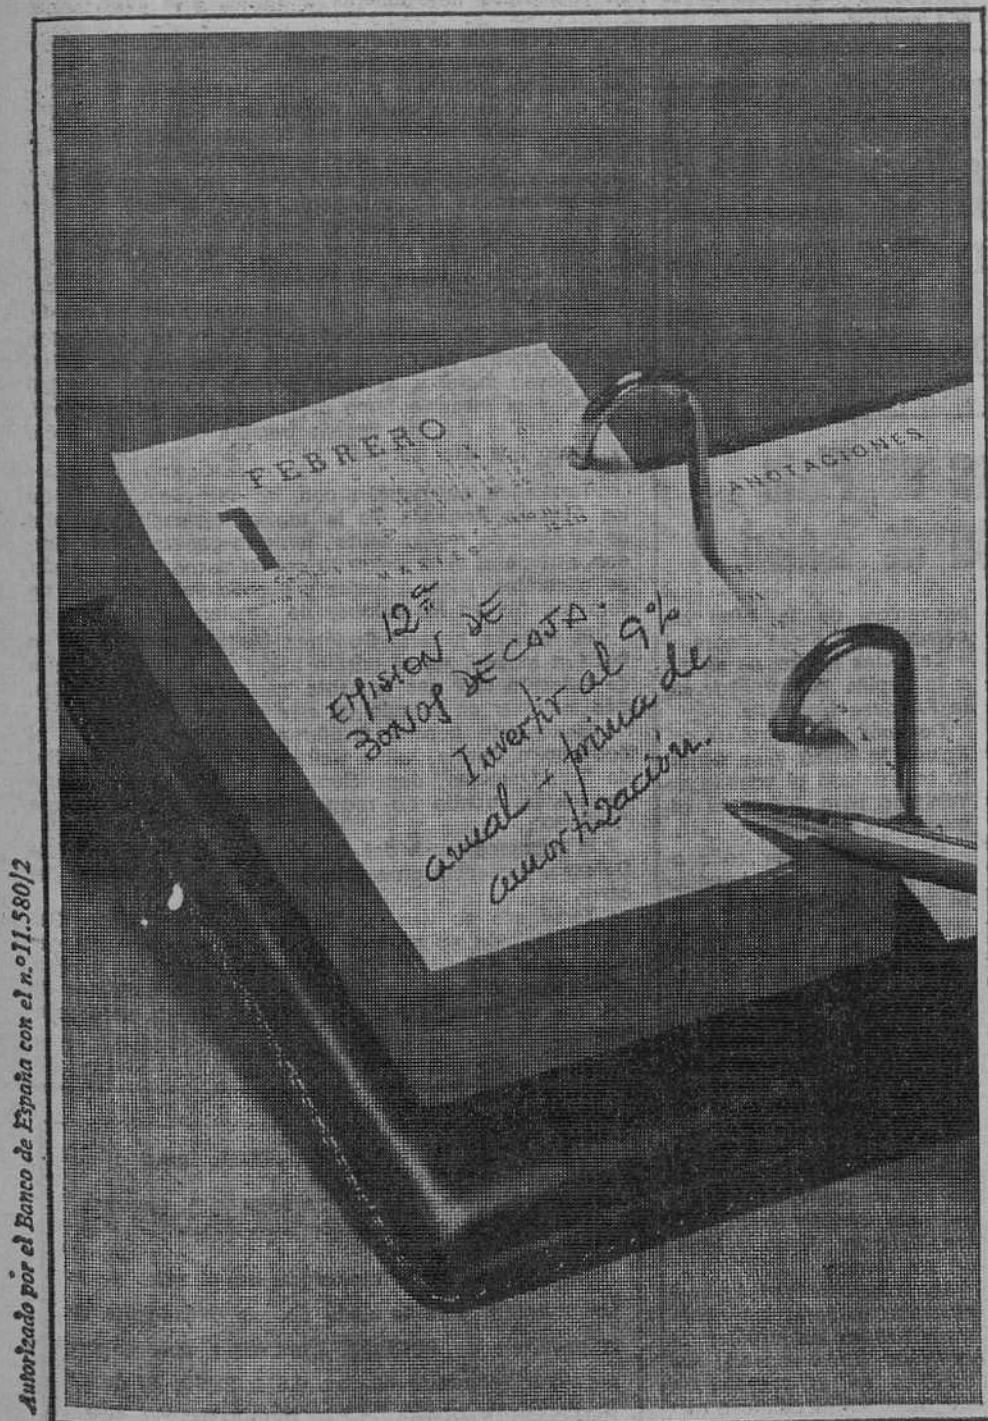 FEBRERO
1
MARTES
12ª
EMISION DE
BONOS DE CAJA.
Invertir al 9%
anual + prima de
amortización.
ANOTACIONES
Autorizado por el Banco de España con el n.º 11.580/2